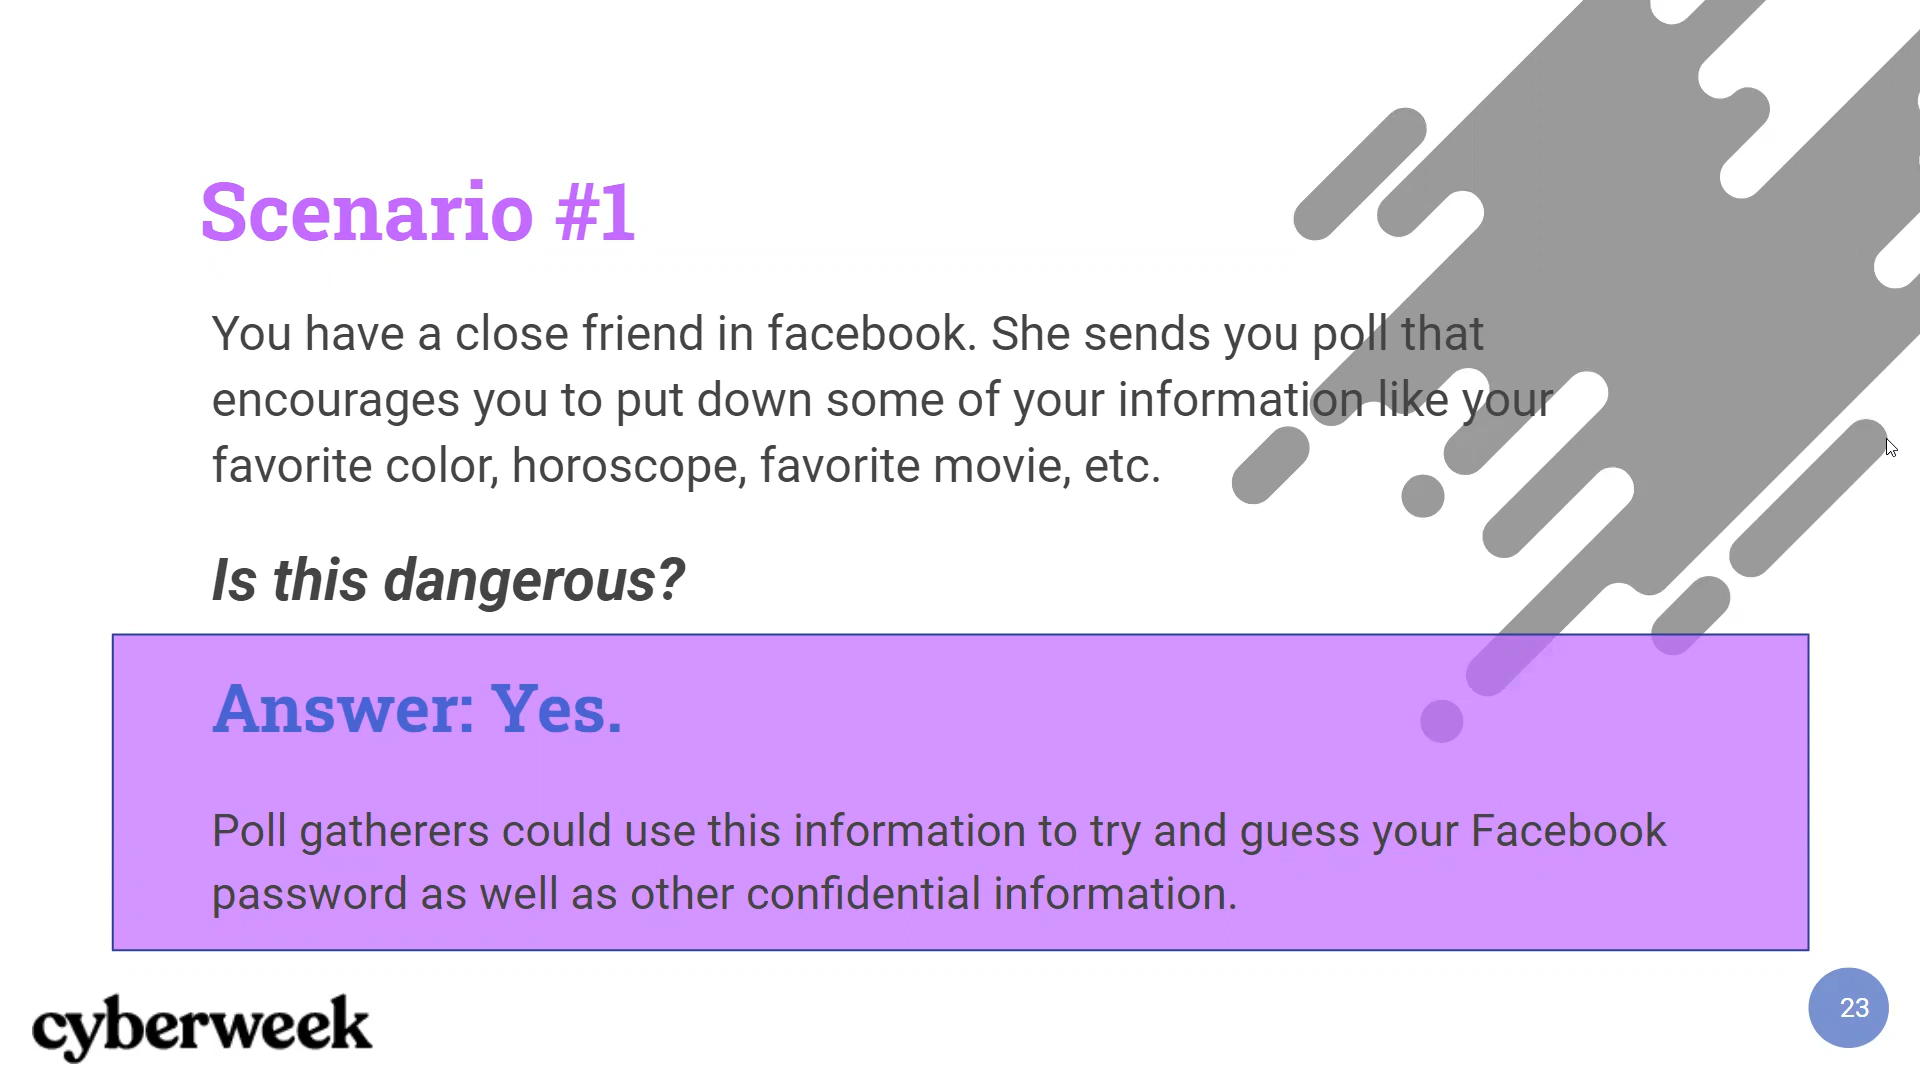 Scenario #1
You have a close friend in facebook. She sends you poll that
encourages you to put down some of your information like your
favorite color, horoscope, favorite movie, etc.
Is this dangerous?
Answer: Yes.
Poll gatherers could use this information to try and guess your Facebook
password as well as other confidential information.
cyberweek
23